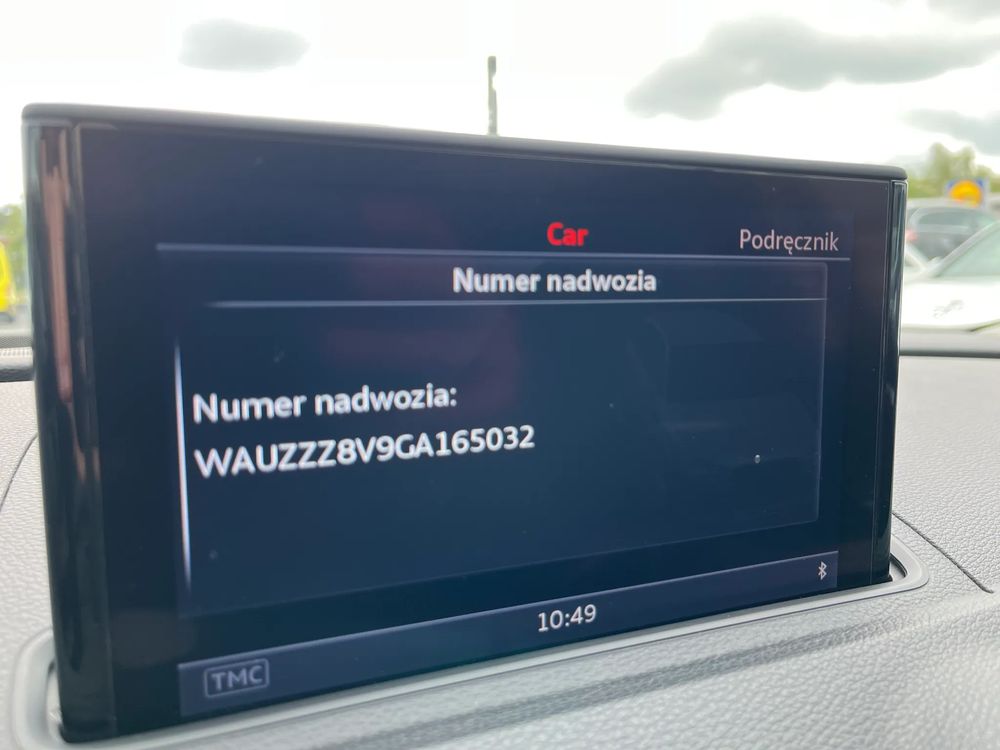 Car
Podręcznik
Numer nadwozia
Numer nadwozia:
WAUZZZ8V9GA165032
10:49
TMC